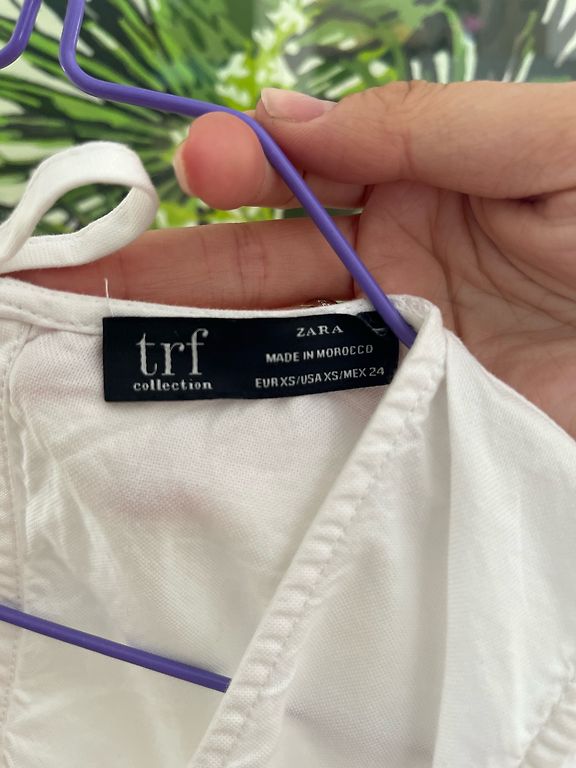 trf
collection
ZARA
MADE IN MOROCCO
EUR XS/USA XS/MEX 24